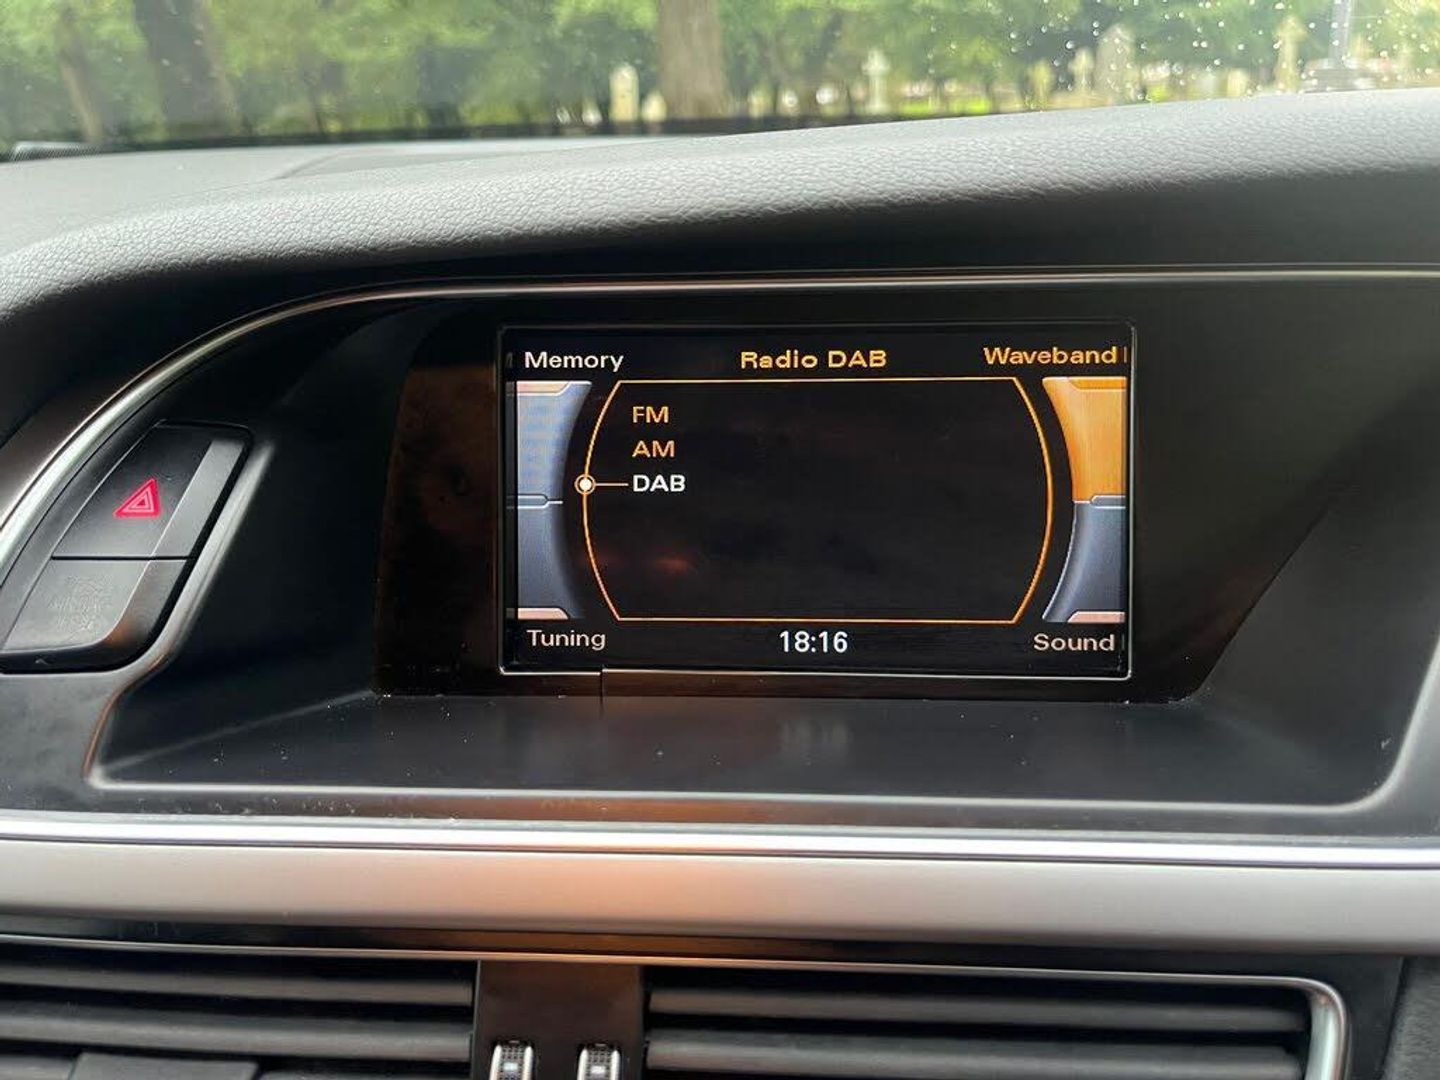 Memory
Radio DAB
Waveband
FM
AM
DAB
Tuning
18:16
Sound